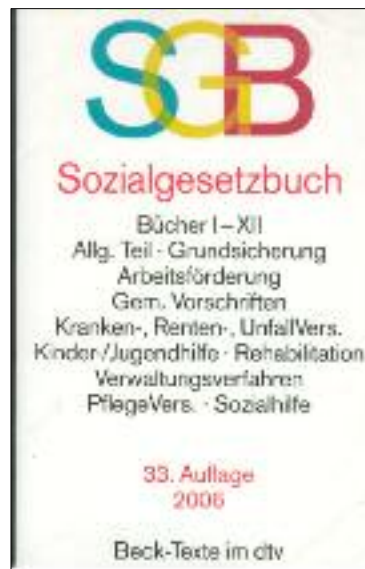 SGB
Sozialgesetzbuch
Bücher I – XII
Allg. Teil · Grundsicherung
Arbeitsförderung
Gem. Vorschriften
Kranken-, Renten-, UnfallVers.
Kinder-/Jugendhilfe · Rehabilitation
Verwaltungsverfahren
PflegeVers. · Sozialhilfe
33. Auflage
2006
Beck-Texte im dtv